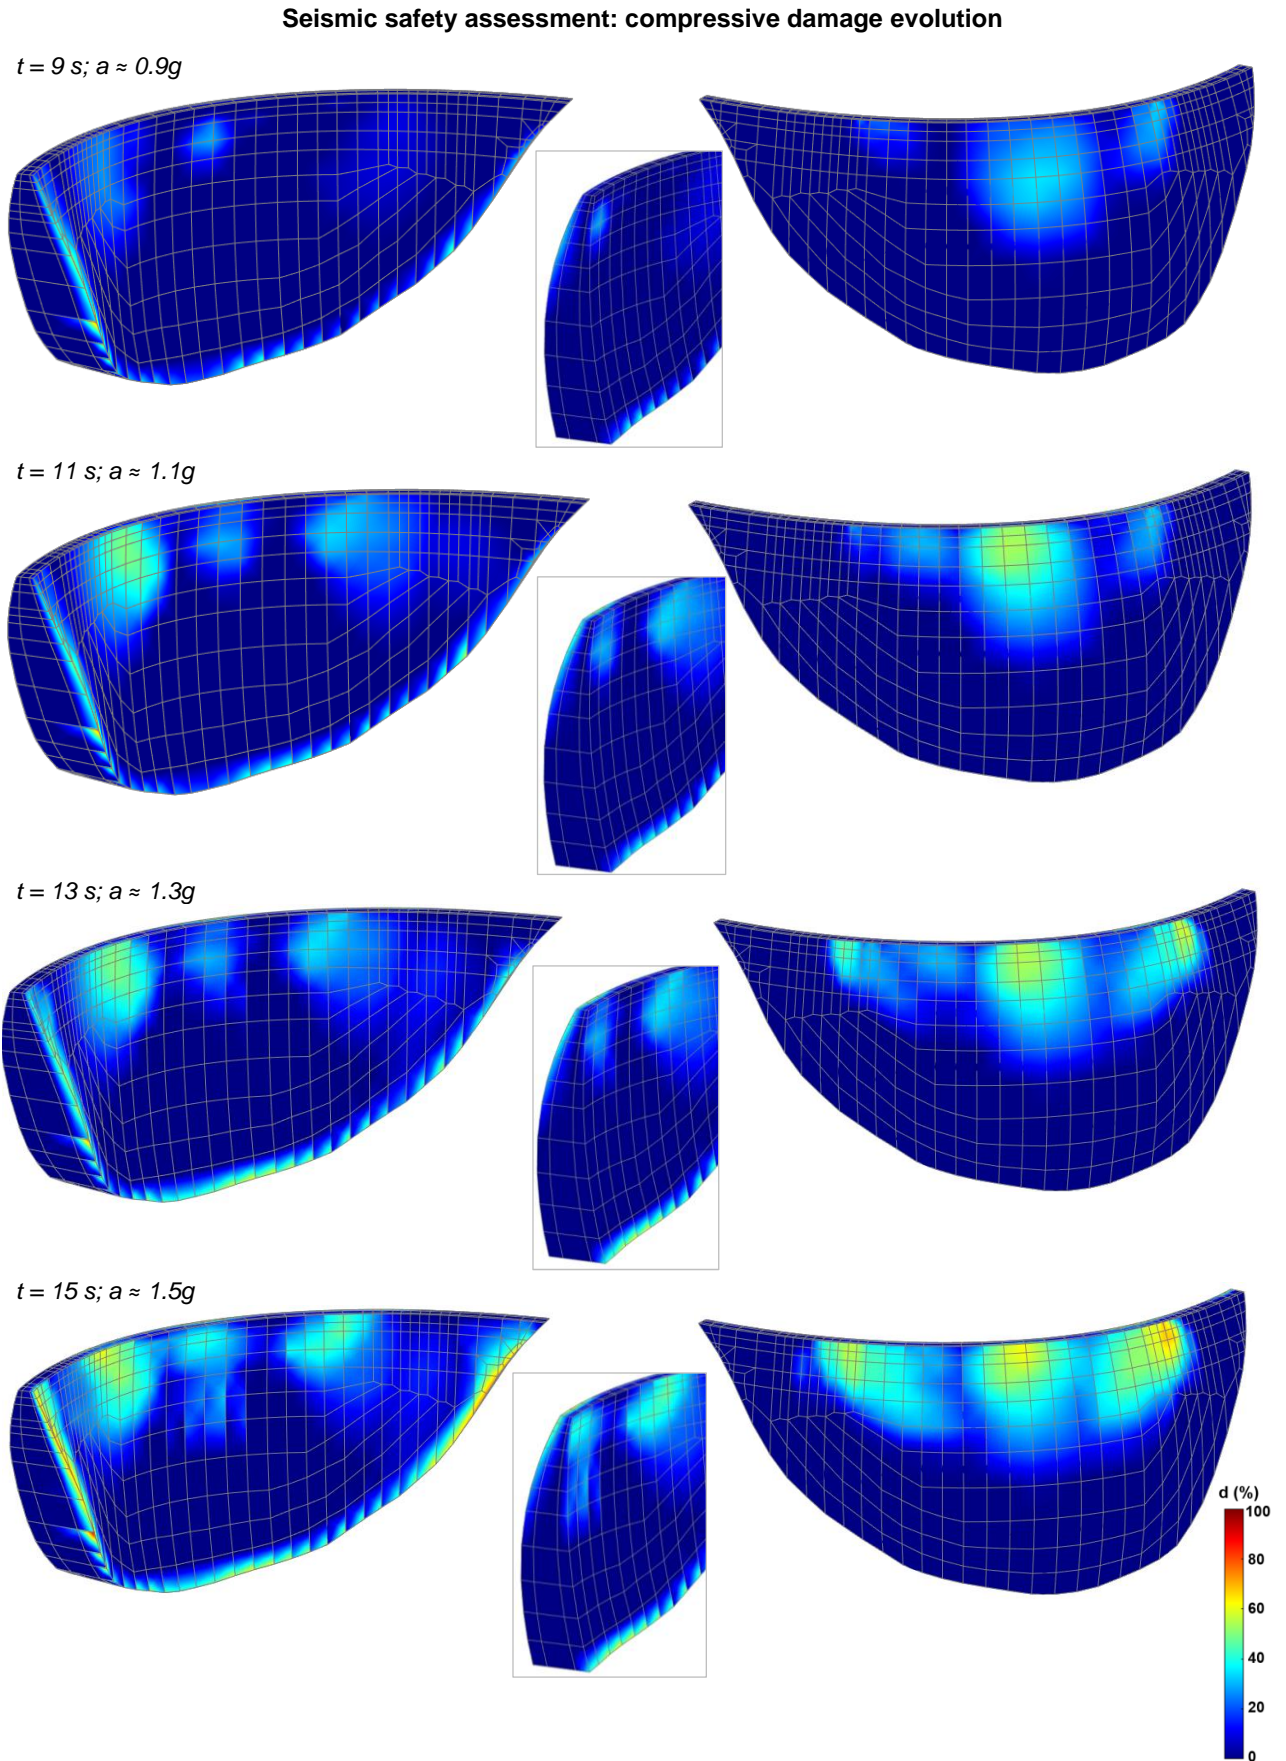 Seismic safety assessment: compressive damage evolution
t = 9 s; a ≈ 0.9g
t = 11 s; a ≈ 1.1g
t = 13 s; a ≈ 1.3g
t = 15 s; a ≈ 1.5g
d (%)
100
80
60
40
20
0